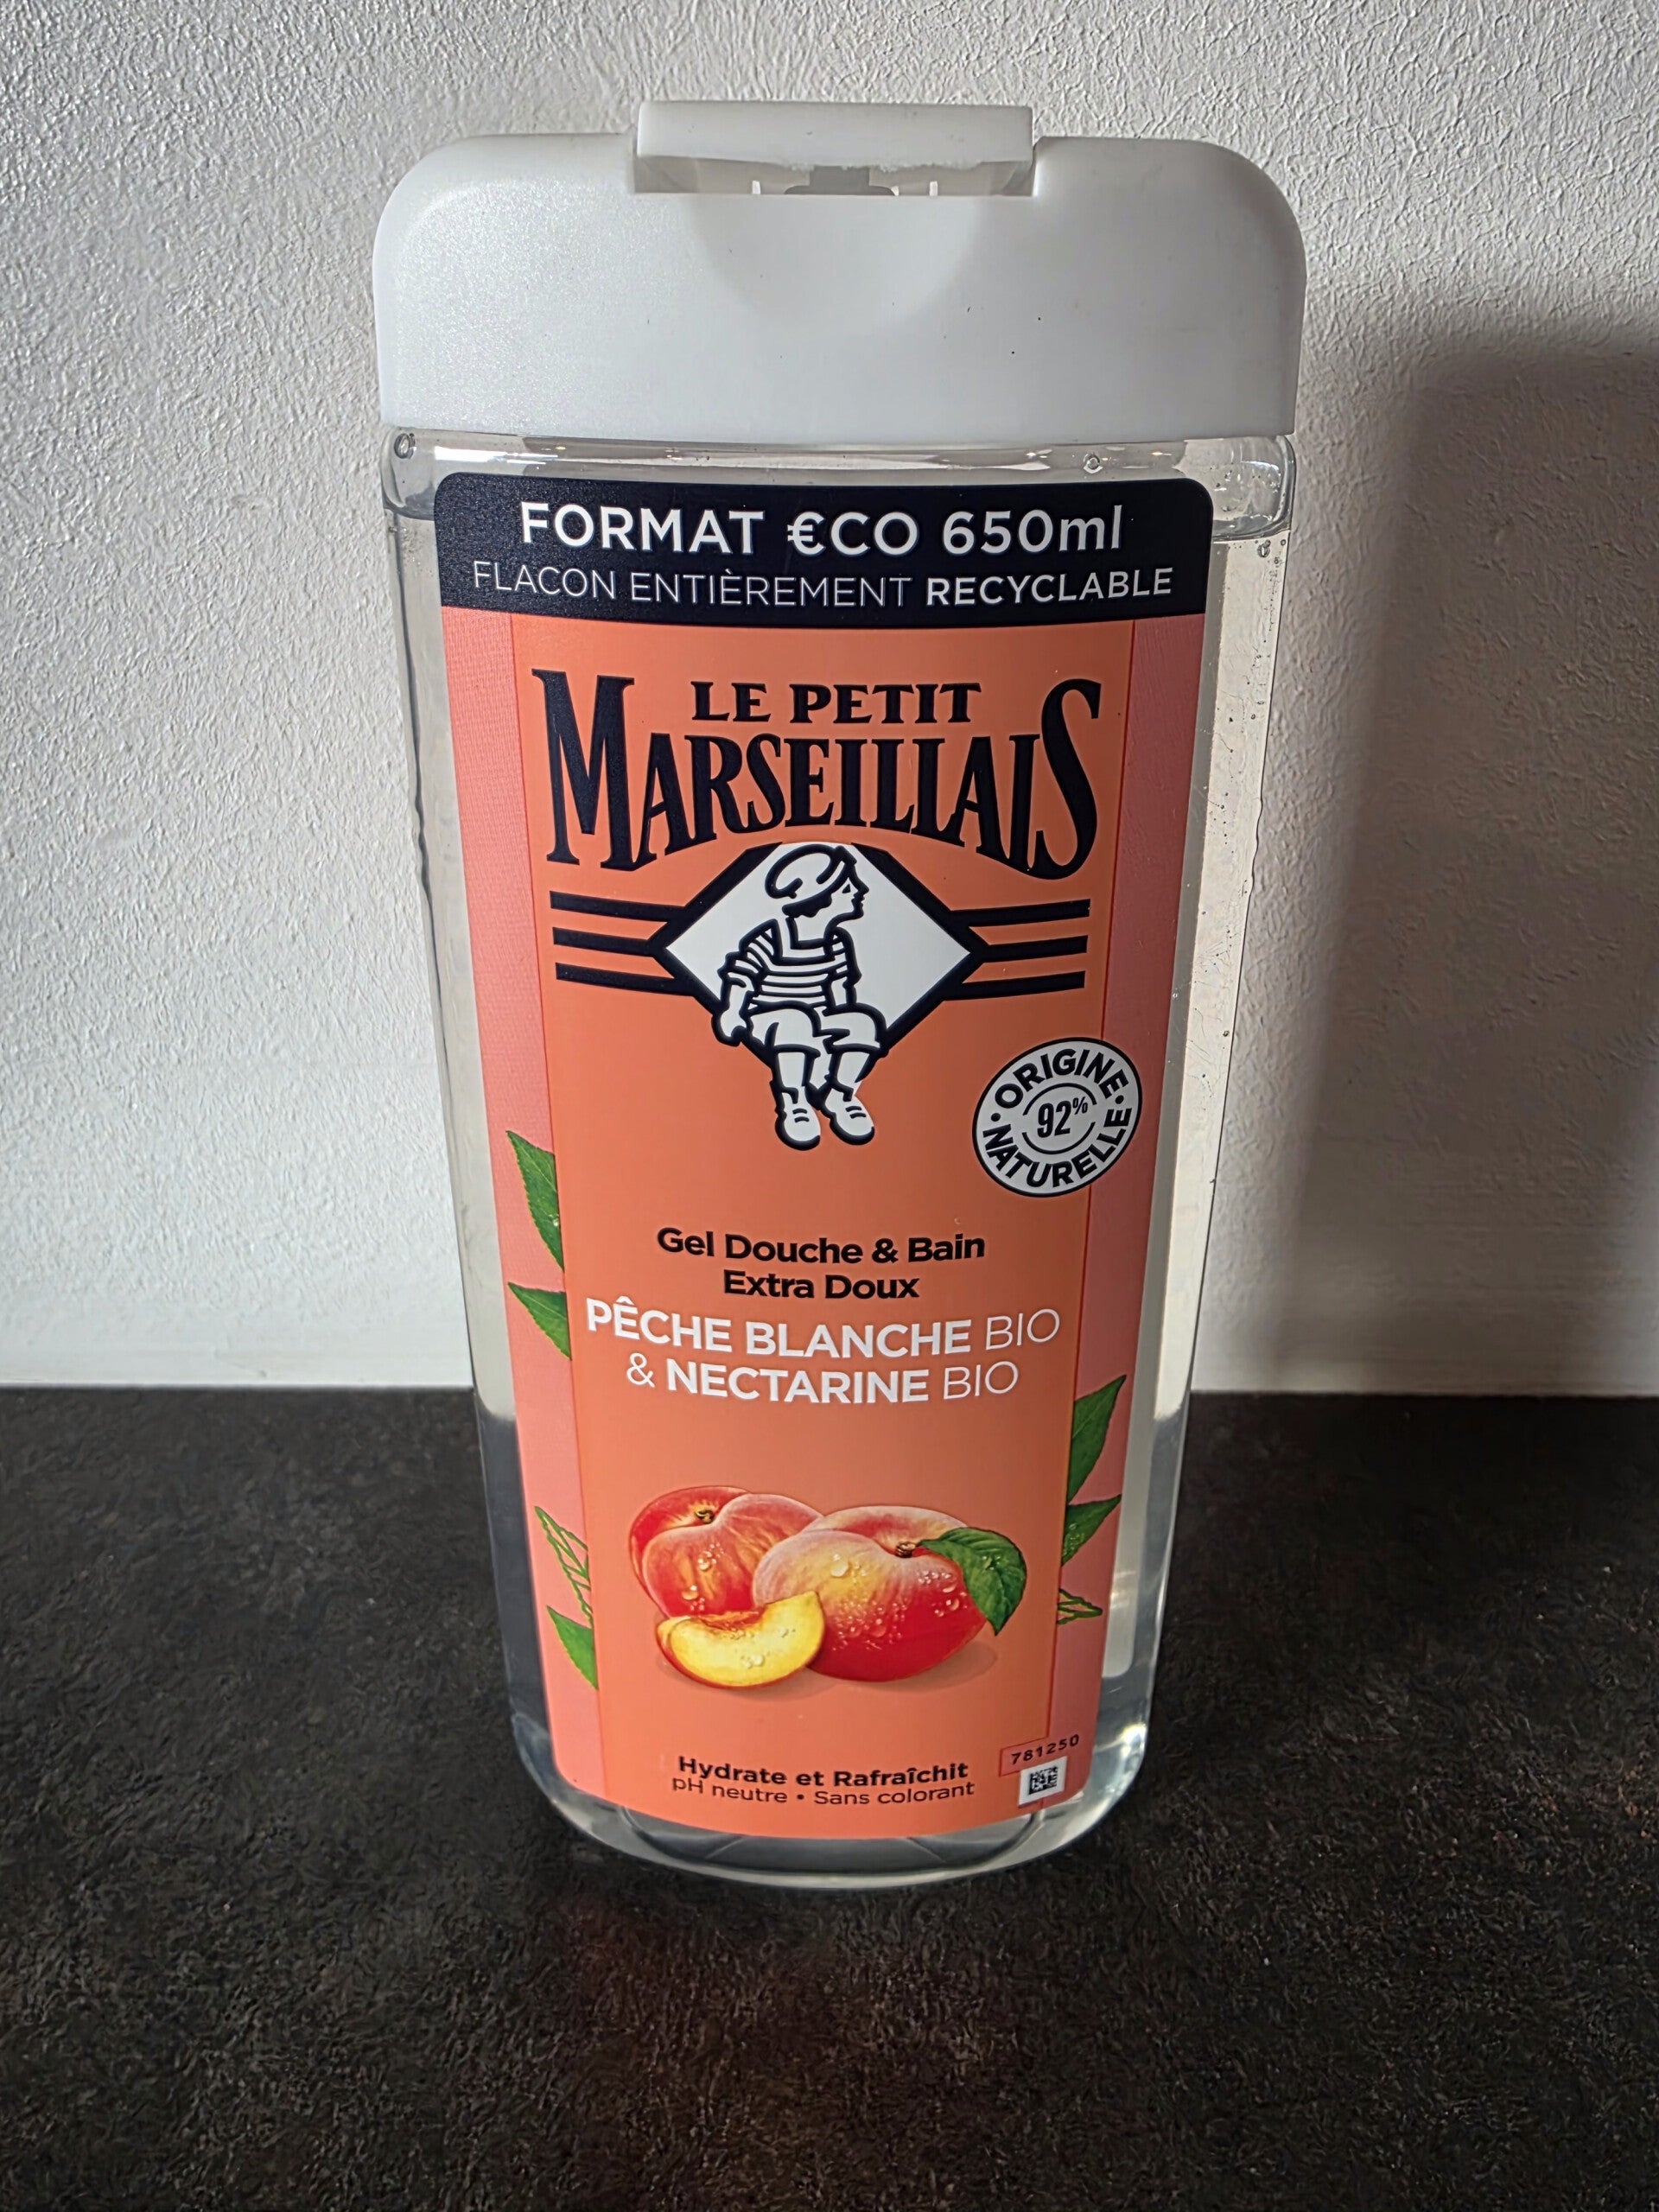 FORMAT €CO 650ml
FLACON ENTIÈREMENT RECYCLABLE
LE PETIT
MARSEILLAIS
ORIGINE
92%
NATURELLE
Gel Douche & Bain
Extra Doux
PÊCHE BLANCHE BIO
& NECTARINE BIO
Hydrate et Rafraîchit
pH neutre • Sans colorant
781250